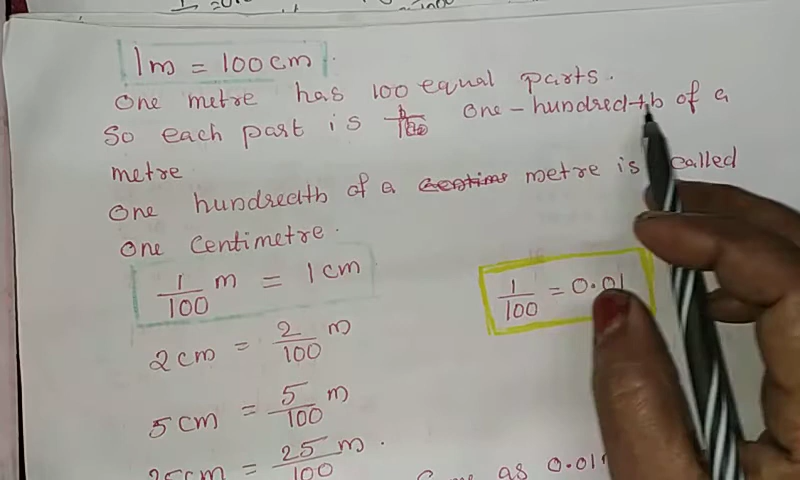 1m = 100cm
One metre has 100 equal parts.
So each part is 1/100 one-hundredth of a
metre
One hundredth of a metre is called
One Centimetre.
1/100 m = 1cm
1/100 = 0.01
2cm = 2/100 m
5cm = 5/100 m
25cm = 25/100 m.
as 0.01